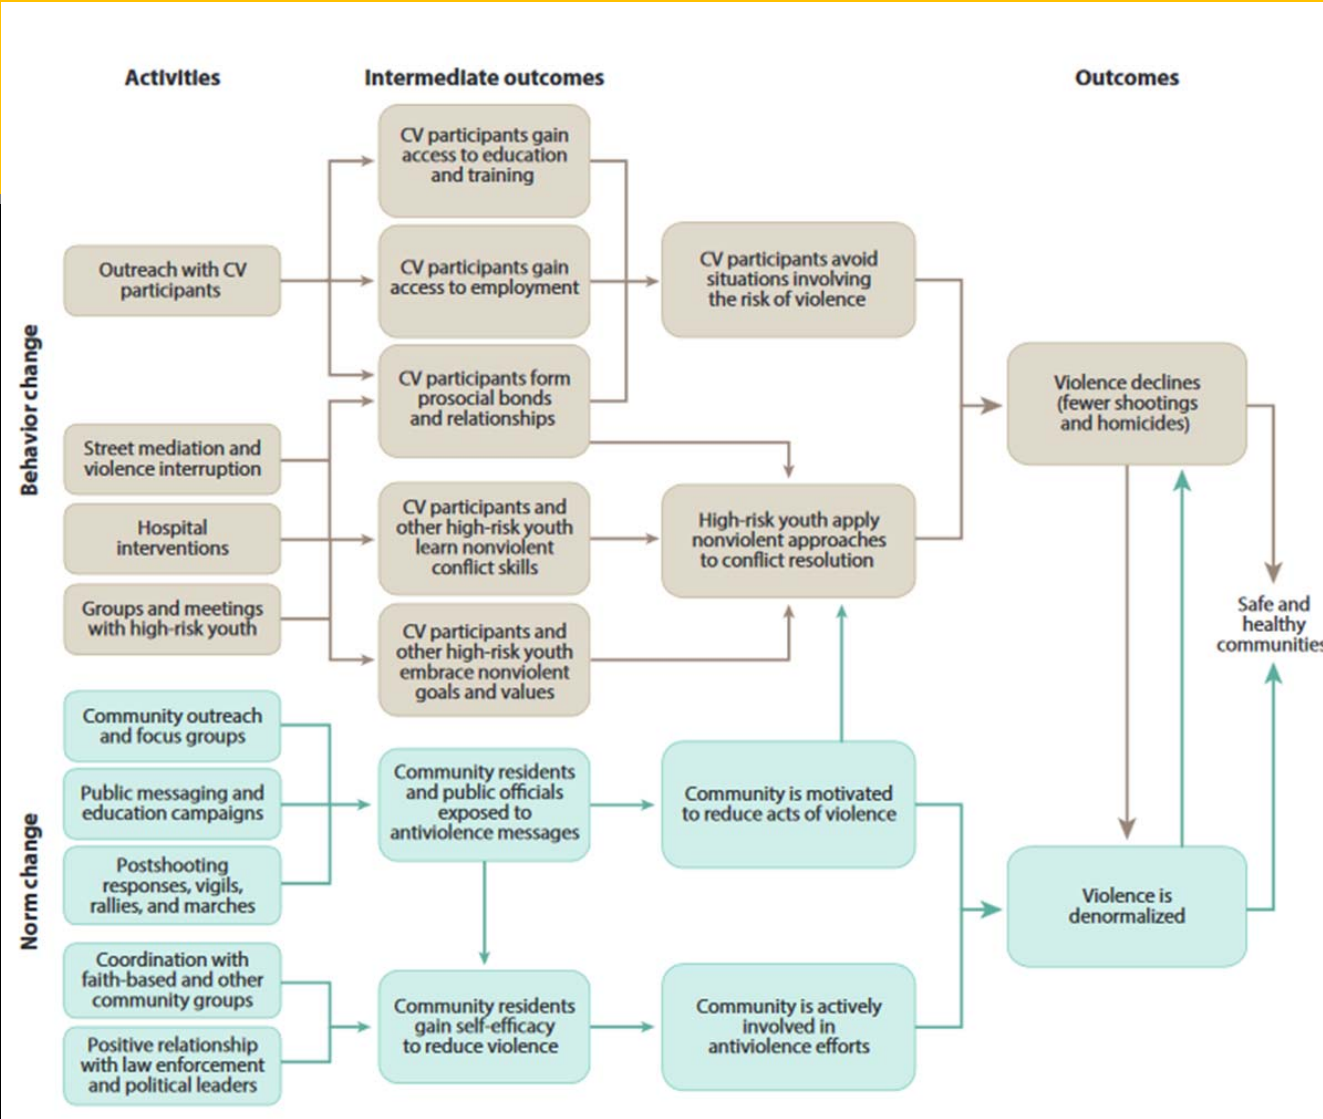 Activities
Intermediate outcomes
Outcomes
Behavior change
Outreach with CV
participants
Street mediation and
violence interruption
Hospital
interventions
Groups and meetings
with high-risk youth
CV participants gain
access to education
and training
CV participants gain
access to employment
CV participants form
prosocial bonds
and relationships
CV participants and
other high-risk youth
learn nonviolent
conflict skills
CV participants and
other high-risk youth
embrace nonviolent
goals and values
CV participants avoid
situations involving
the risk of violence
High-risk youth apply
nonviolent approaches
to conflict resolution
Violence declines
(fewer shootings
and homicides)
Safe and
healthy
communities
Norm change
Community outreach
and focus groups
Public messaging and
education campaigns
Postshooting
responses, vigils,
rallies, and marches
Coordination with
faith-based and other
community groups
Positive relationship
with law enforcement
and political leaders
Community residents
and public officials
exposed to
antiviolence messages
Community residents
gain self-efficacy
to reduce violence
Community is motivated
to reduce acts of violence
Community is actively
involved in
antiviolence efforts
Violence is
denormalized